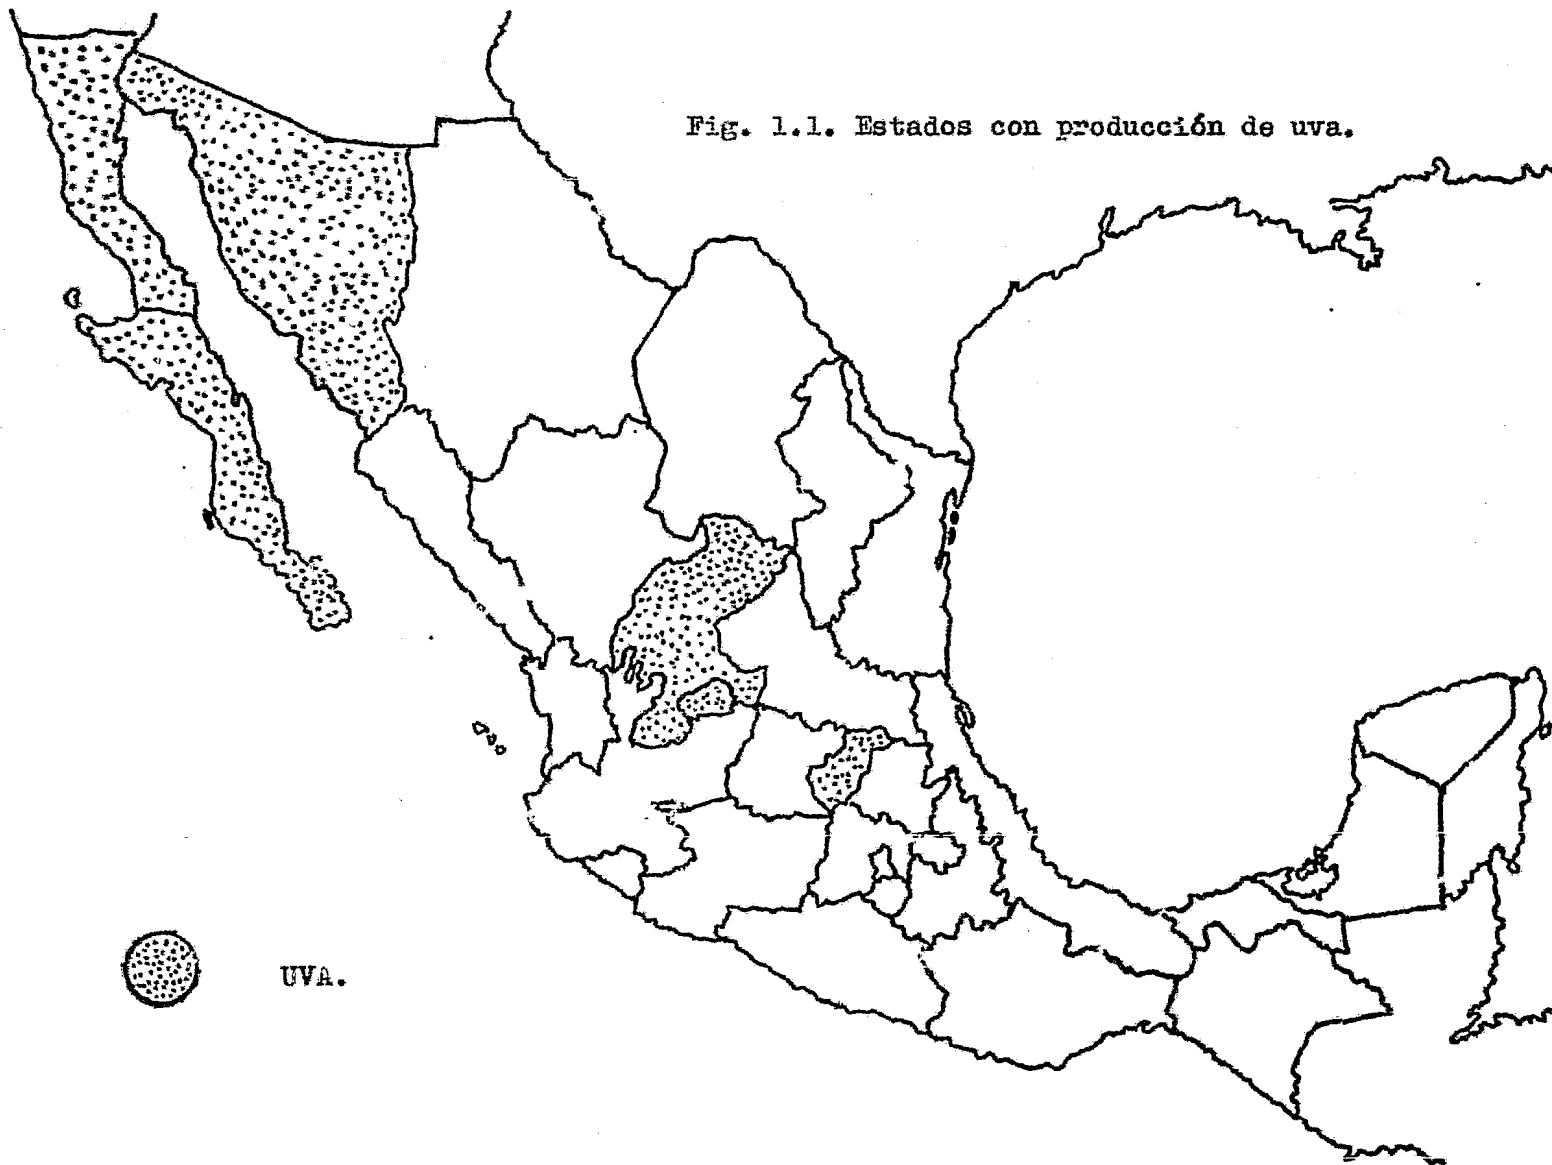 Fig. 1.1. Estados con producción de uva.
UVA.